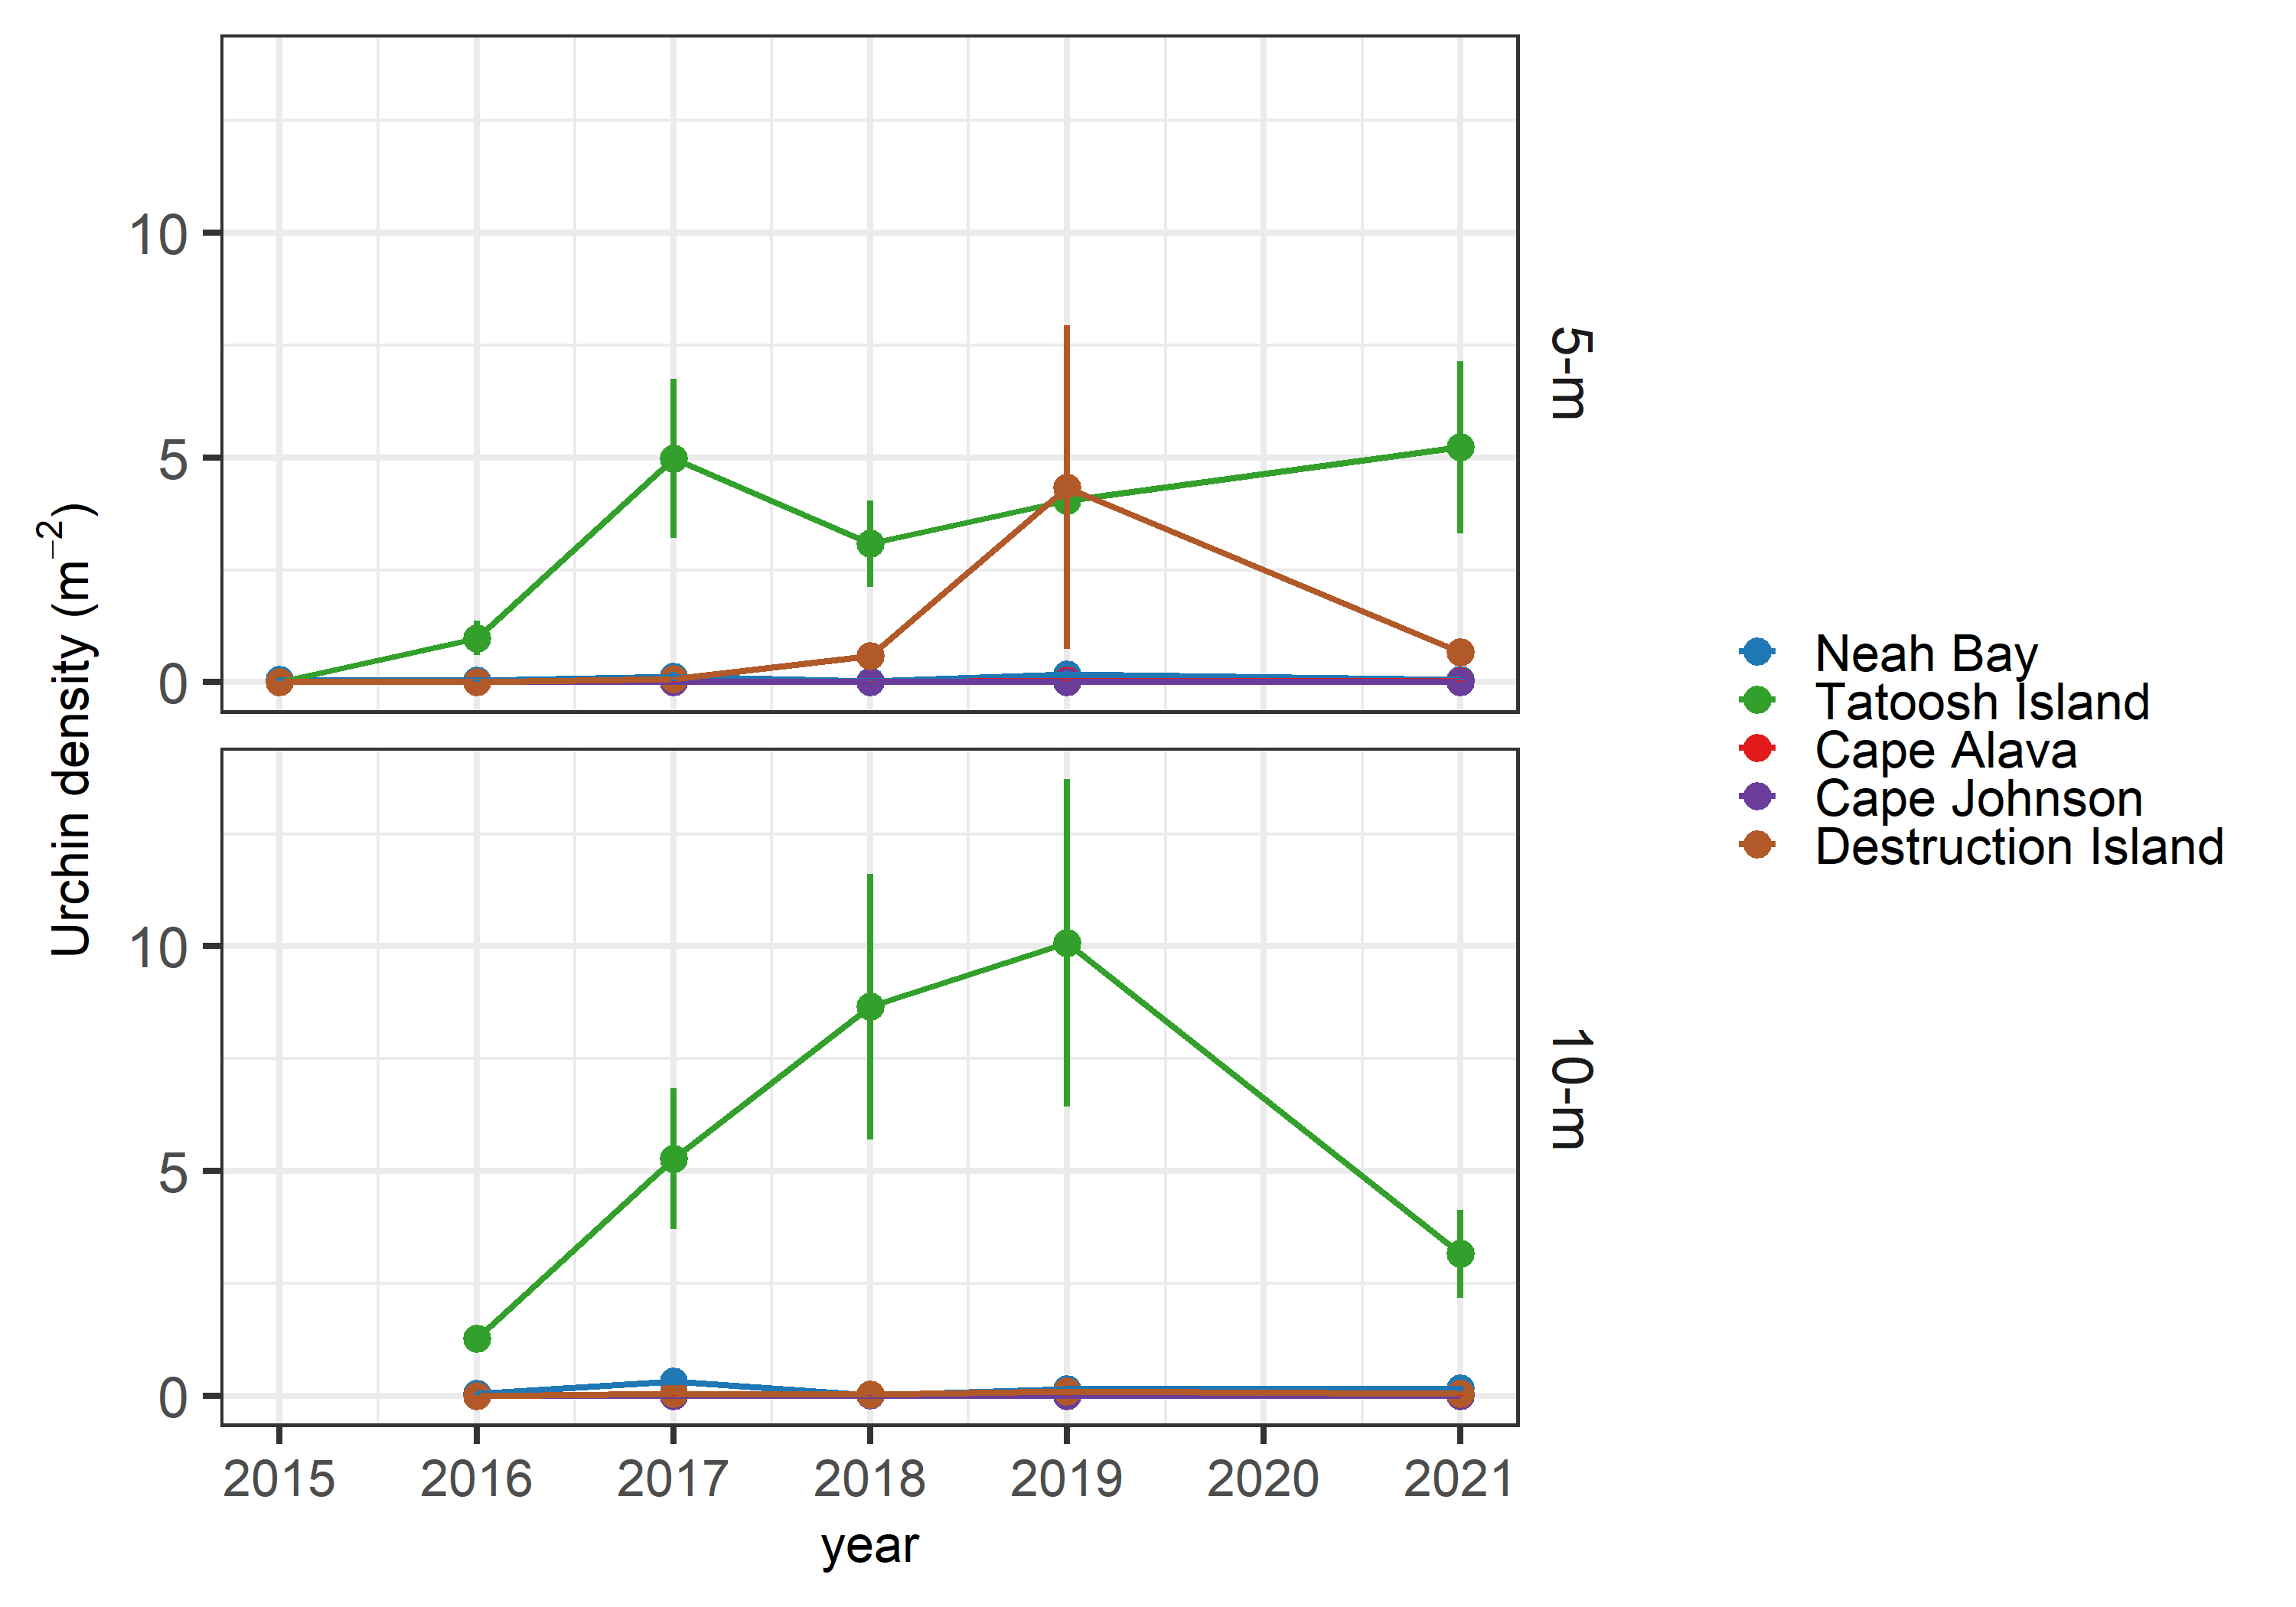 Urchin density (m⁻²)
10
5
0
5-m
10
5
0
10-m
2015 2016 2017 2018 2019 2020 2021
year
Neah Bay
Tatoosh Island
Cape Alava
Cape Johnson
Destruction Island